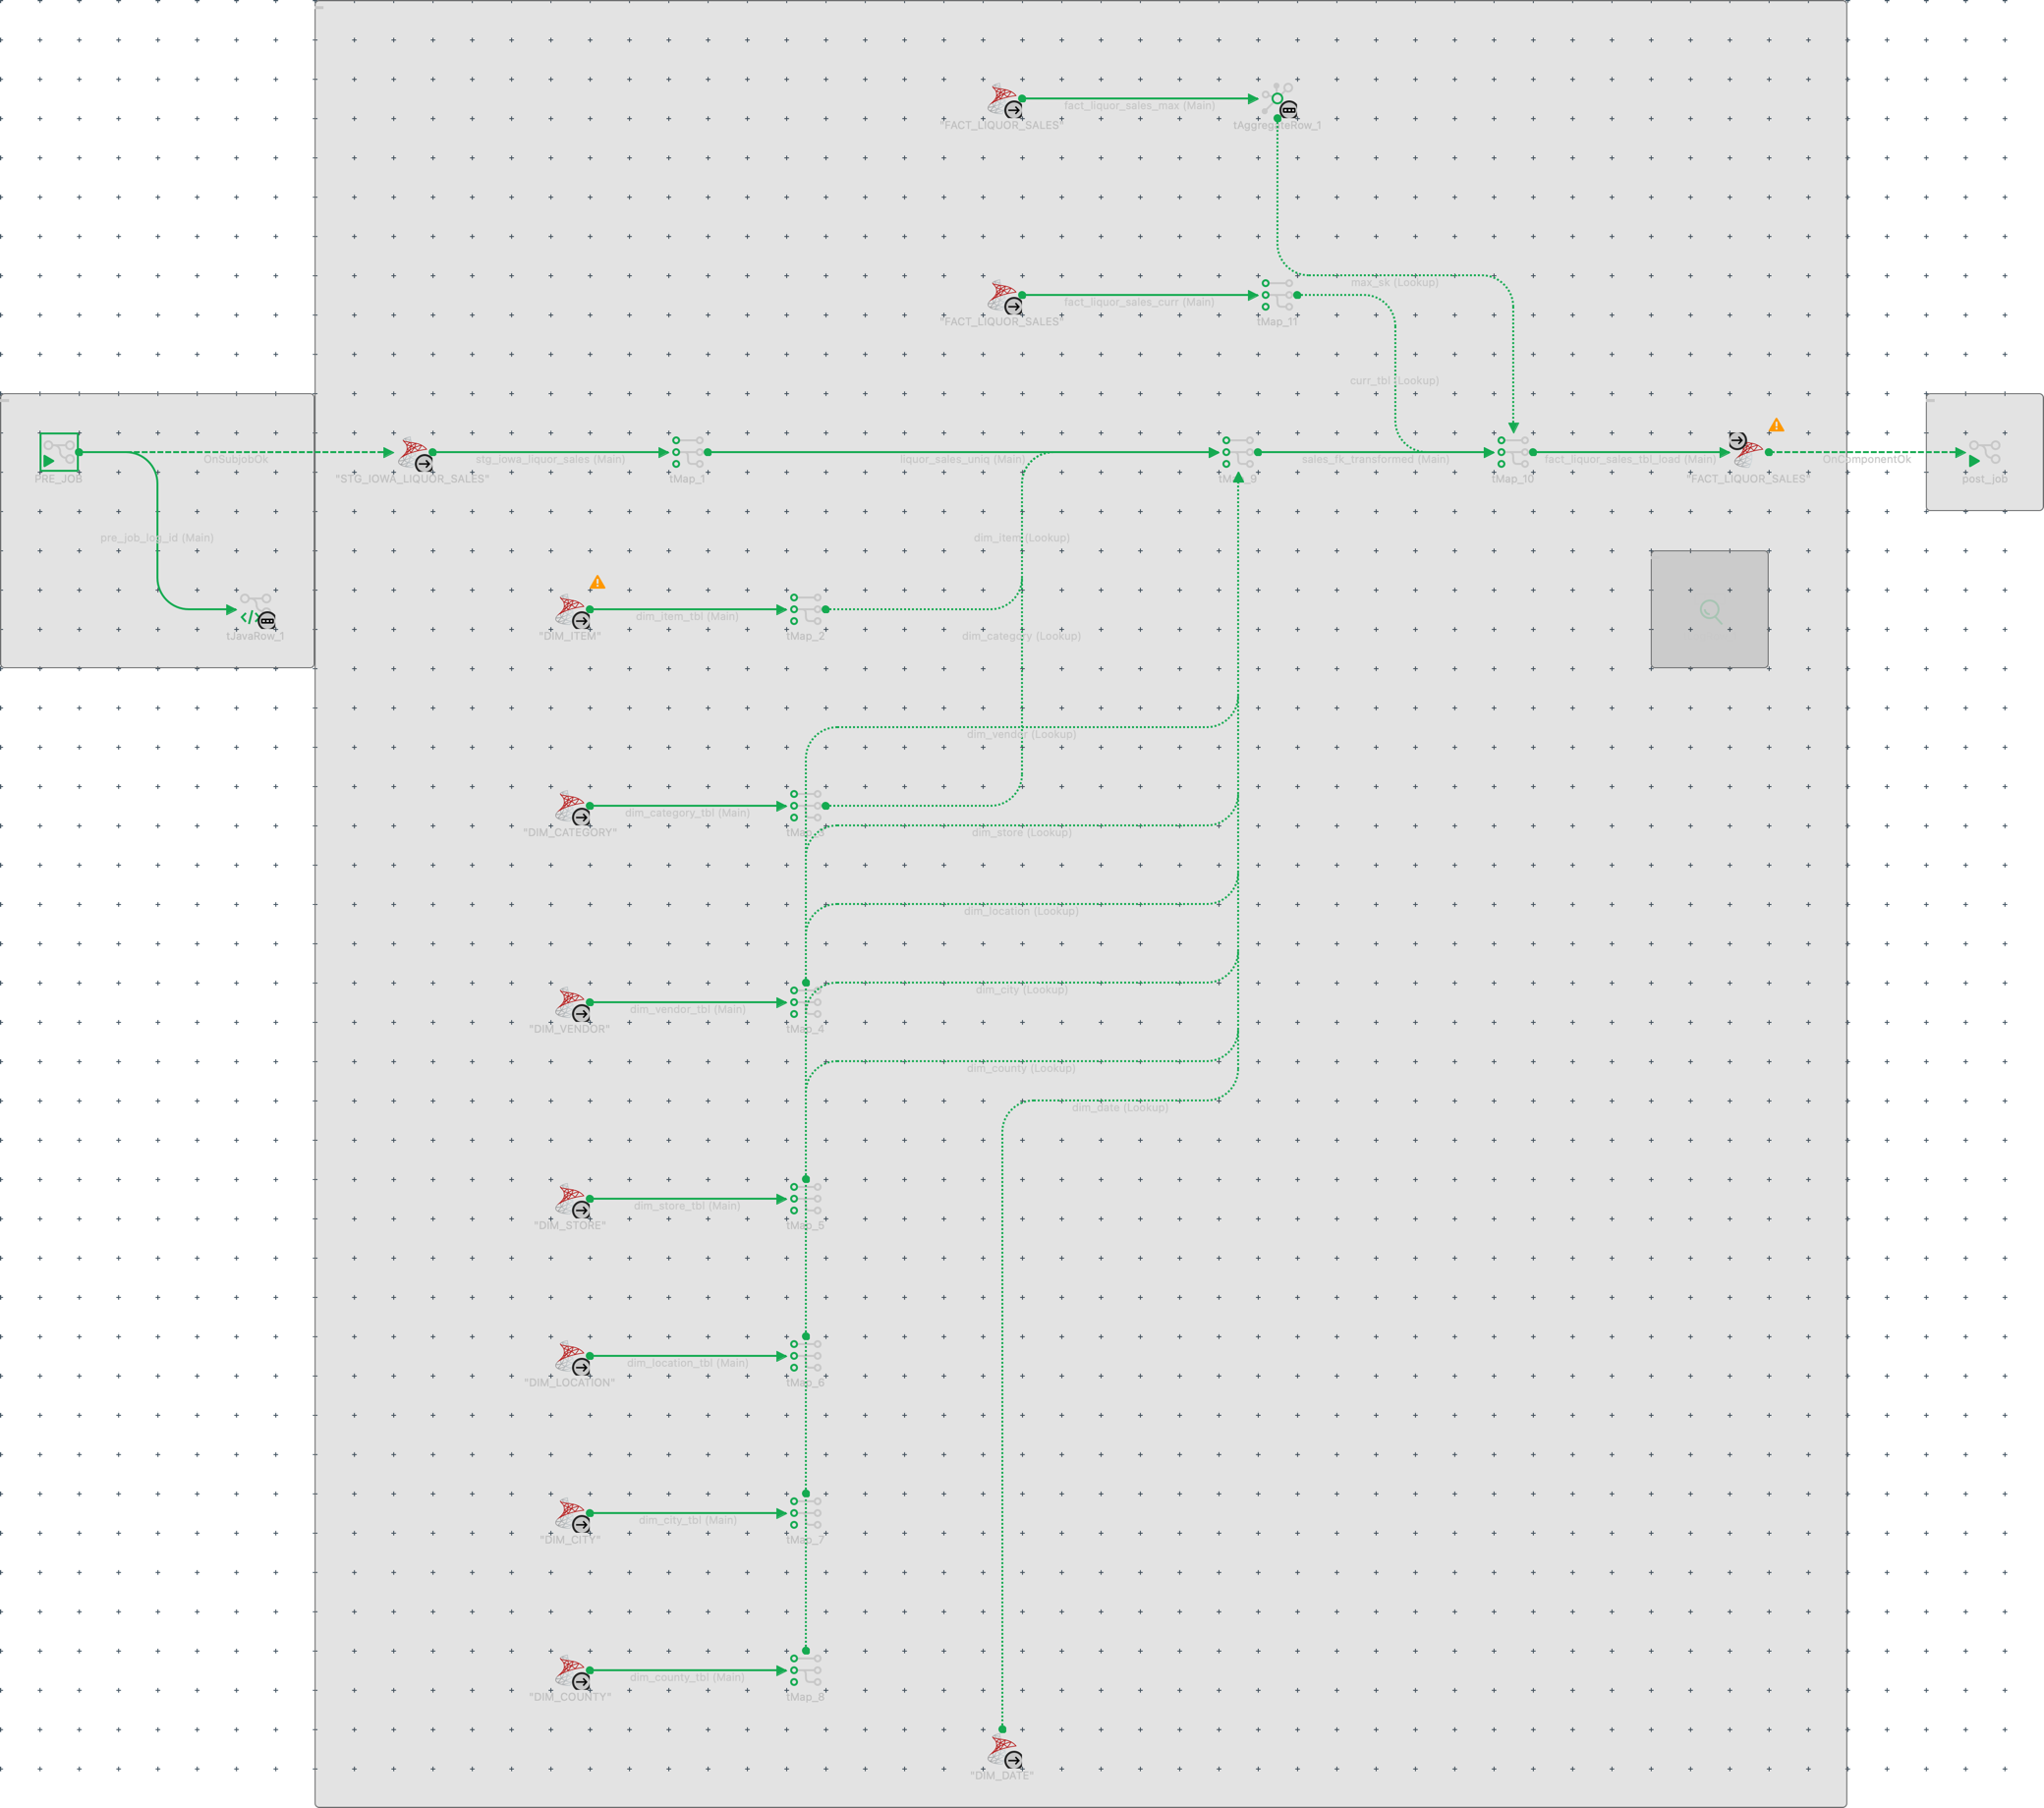 fact_liquor_sales_max (Main)
"FACT_LIQUOR_SALES"
tAggregateRow_1
max_sk (Lookup)
fact_liquor_sales_curr (Main)
"FACT_LIQUOR_SALES"
tMap_11
curr_tbl (Lookup)
OnSubjobOk
stg_iowa_liquor_sales (Main)
liquor_sales_uniq (Main)
sales_fk_transformed (Main)
fact_liquor_sales_tbl_load (Main)
OnComponentOk
PRE_JOB
"STG_IOWA_LIQUOR_SALES"
tMap_1
tMap_9
tMap_10
"FACT_LIQUOR_SALES"
post_job
pre_job_log_id (Main)
dim_item (Lookup)
dim_item_tbl (Main)
tJavaRow_1
"DIM_ITEM"
tMap_2
dim_category (Lookup)
dim_vendor (Lookup)
dim_category_tbl (Main)
"DIM_CATEGORY"
tMap_3
dim_store (Lookup)
dim_location (Lookup)
dim_city (Lookup)
dim_vendor_tbl (Main)
"DIM_VENDOR"
tMap_4
dim_county (Lookup)
dim_date (Lookup)
dim_store_tbl (Main)
"DIM_STORE"
tMap_5
dim_location_tbl (Main)
"DIM_LOCATION"
tMap_6
dim_city_tbl (Main)
"DIM_CITY"
tMap_7
dim_county_tbl (Main)
"DIM_COUNTY"
tMap_8
"DIM_DATE"